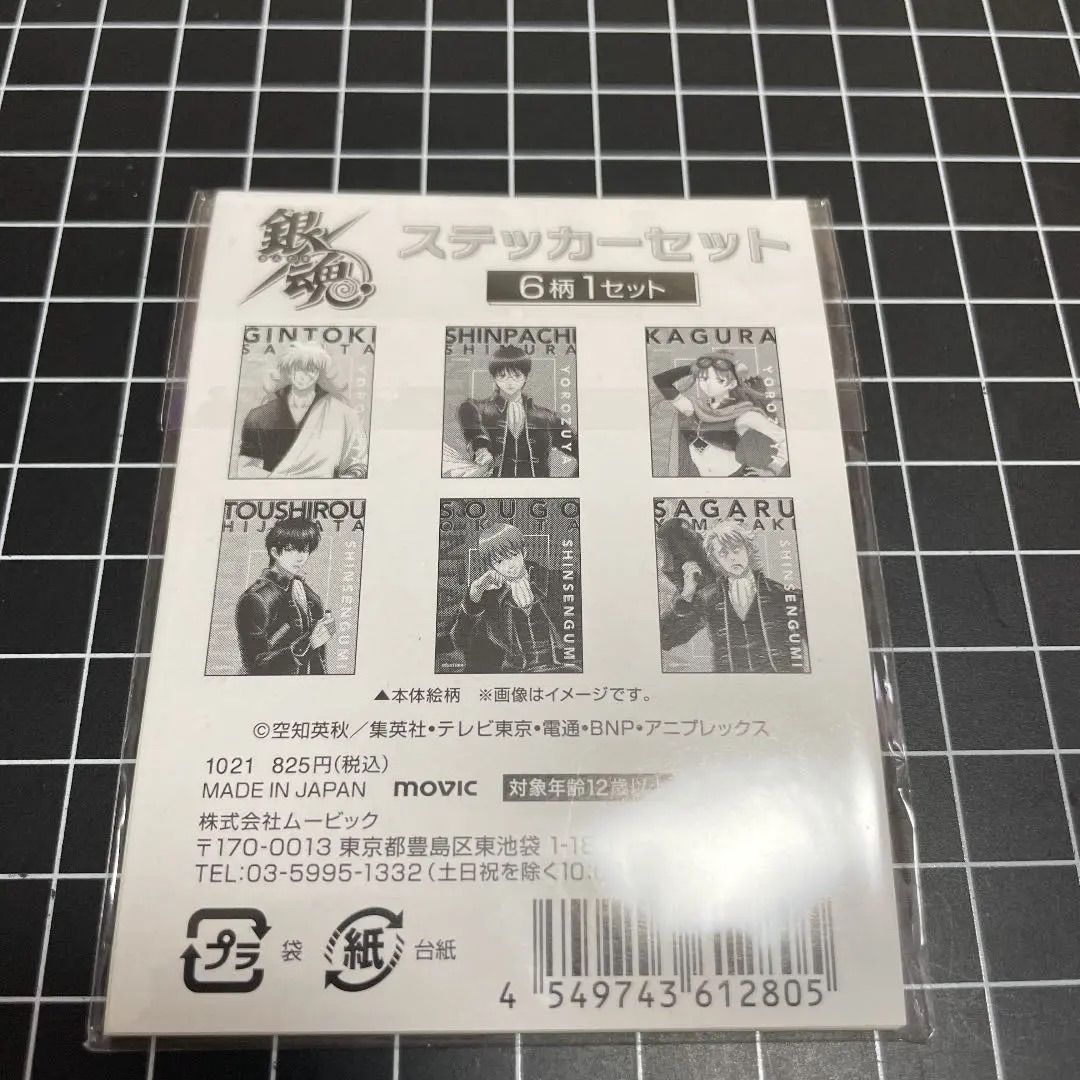 銀魂
ステッカーセット
6柄1セット
GINTOKI
SAKATA
YOROZUYA
SHINPACHI
SHIMURA
YOROZUYA
KAGURA
YOROZUYA
TOUSHIROU
HIJIKATA
SHINSENGUMI
SOUGO
OKITA
SHINSENGUMI
SAGARU
YAMAZAKI
SHINSENGUMI
▲本体絵柄 ※画像はイメージです。
©空知英秋/集英社・テレビ東京・電通・BNP・アニプレックス
1021 825円(税込)
MADE IN JAPAN movic 対象年齢12歳以
株式会社ムービック
〒170-0013 東京都豊島区東池袋 1-18
TEL:03-5995-1332(土日祝を除く10:0
プラ 袋 紙 台紙
4 549743 612805